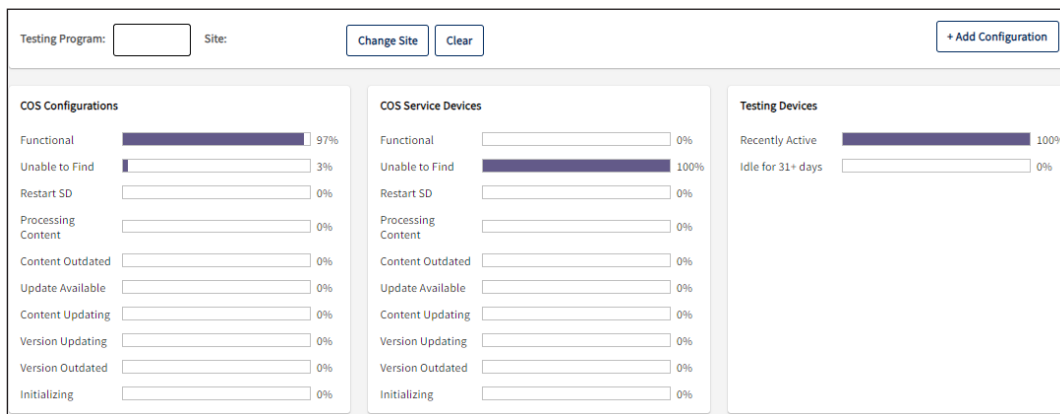 Testing Program: Site: Change Site Clear + Add Configuration
COS Configurations
Functional 97%
Unable to Find 3%
Restart SD 0%
Processing
Content 0%
Content Outdated 0%
Update Available 0%
Content Updating 0%
Version Updating 0%
Version Outdated 0%
Initializing 0%
COS Service Devices
Functional 0%
Unable to Find 100%
Restart SD 0%
Processing
Content 0%
Content Outdated 0%
Update Available 0%
Content Updating 0%
Version Updating 0%
Version Outdated 0%
Initializing 0%
Testing Devices
Recently Active 100%
Idle for 31+ days 0%